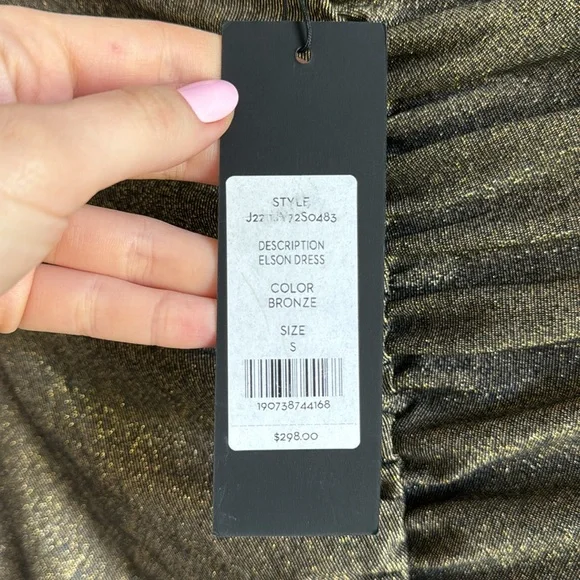 STYLE
DESCRIPTION
ELSON DRESS
COLOR
BRONZE
SIZE
S
190738744168
$298.00